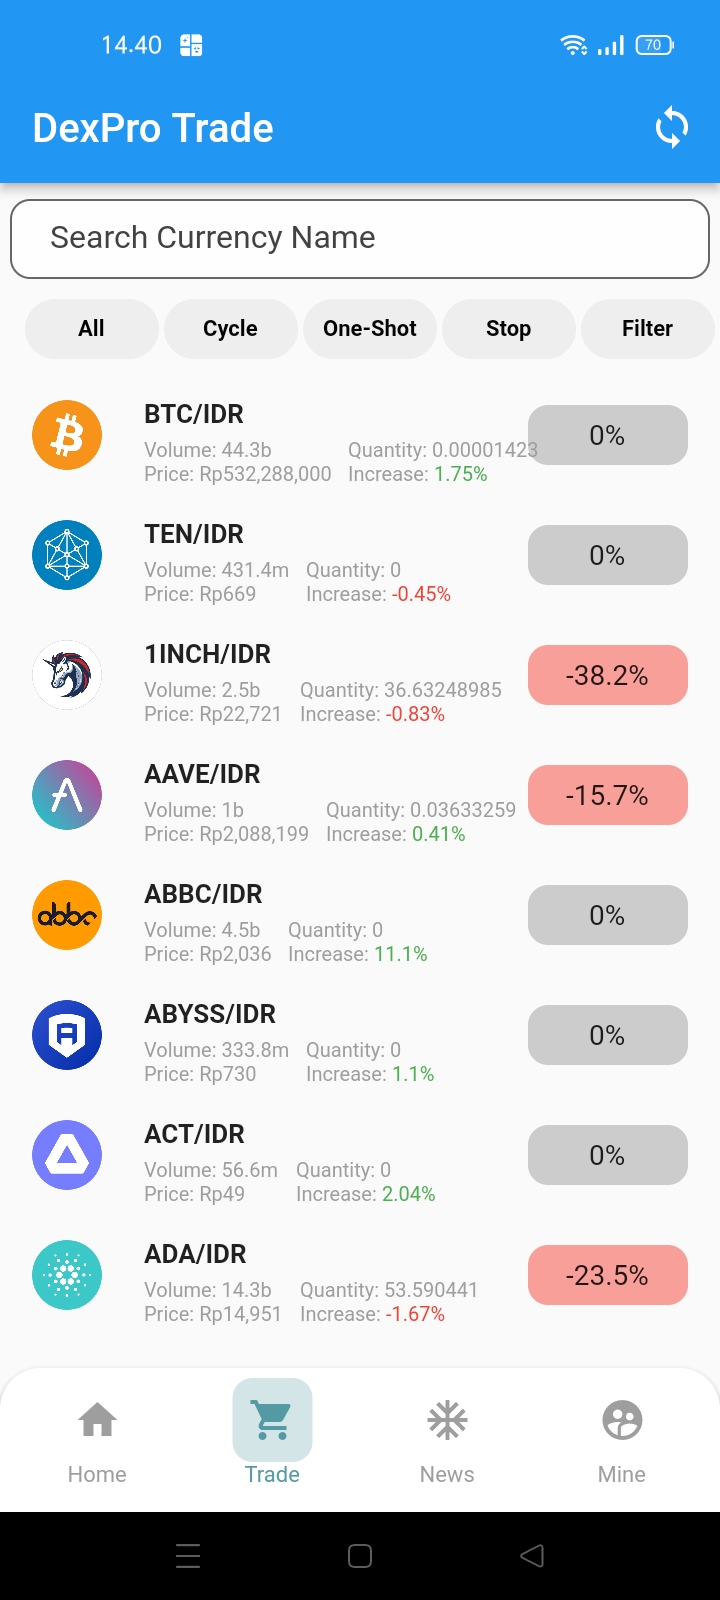 14.40
70
DexPro Trade
Search Currency Name
All Cycle One-Shot Stop Filter
BTC/IDR
Volume: 44.3b Quantity: 0.00001423 0%
Price: Rp532,288,000 Increase: 1.75%
TEN/IDR
Volume: 431.4m Quantity: 0 0%
Price: Rp669 Increase: -0.45%
1INCH/IDR
Volume: 2.5b Quantity: 36.63248985 -38.2%
Price: Rp22,721 Increase: -0.83%
AAVE/IDR
Volume: 1b Quantity: 0.03633259 -15.7%
Price: Rp2,088,199 Increase: 0.41%
abbc
ABBC/IDR
Volume: 4.5b Quantity: 0 0%
Price: Rp2,036 Increase: 11.1%
ABYSS/IDR
Volume: 333.8m Quantity: 0 0%
Price: Rp730 Increase: 1.1%
ACT/IDR
Volume: 56.6m Quantity: 0 0%
Price: Rp49 Increase: 2.04%
ADA/IDR
Volume: 14.3b Quantity: 53.590441 -23.5%
Price: Rp14,951 Increase: -1.67%
Home Trade News Mine